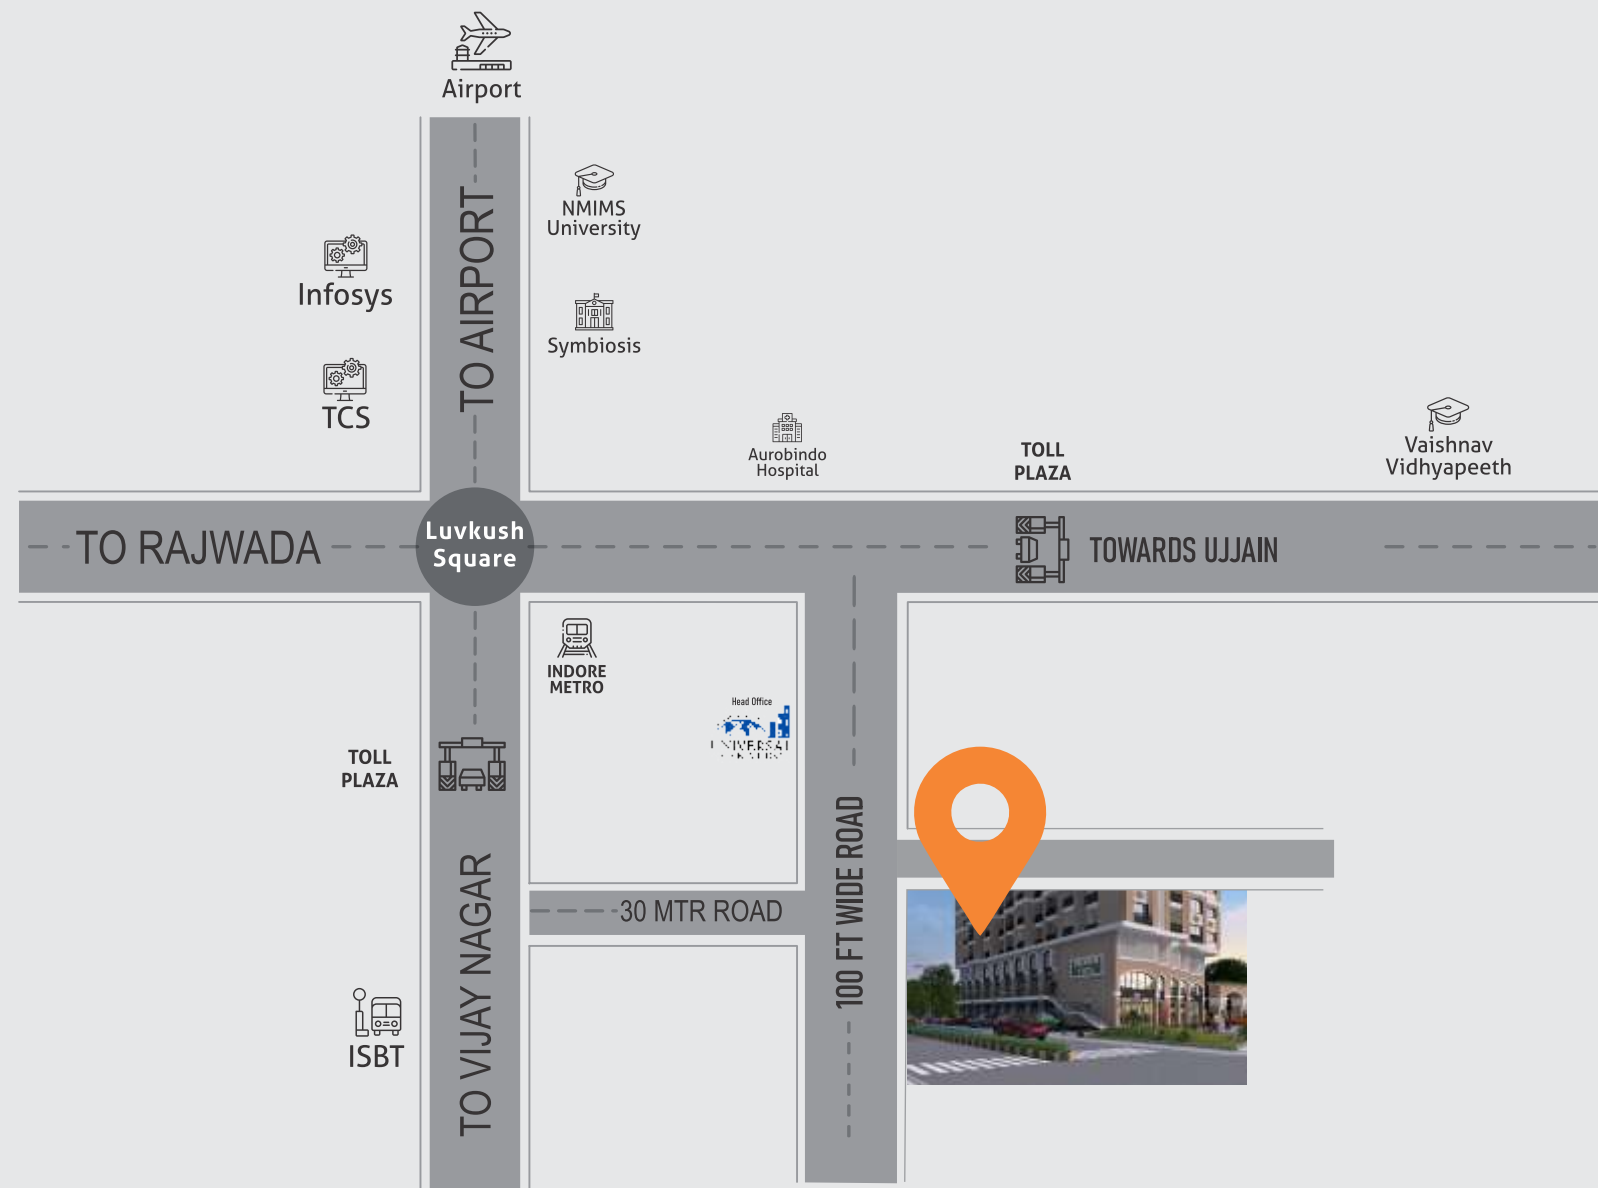 Airport
TO AIRPORT
NMIMS
University
Infosys
Symbiosis
TCS
Aurobindo
Hospital
TOLL
PLAZA
Vaishnav
Vidhyapeeth
TO RAJWADA
Luvkush
Square
TOWARDS UJJAIN
INDORE
METRO
Head Office
UNIVERSAL
TOLL
PLAZA
100 FT WIDE ROAD
TO VIJAY NAGAR
30 MTR ROAD
ISBT